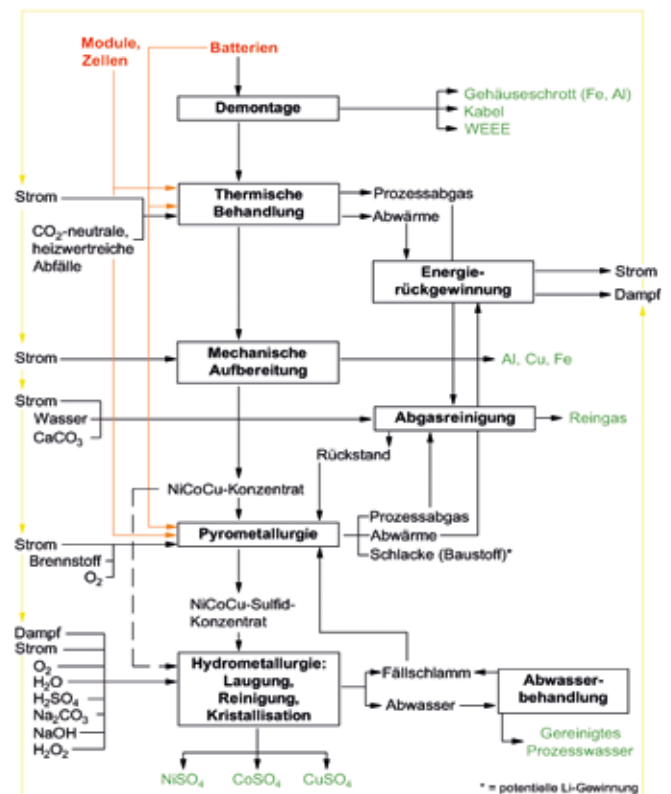 Module,
Zellen
Batterien
Demontage
Gehäuseschrott (Fe, Al)
Kabel
WEEE
Strom
CO₂-neutrale,
heizwertreiche
Abfälle
Thermische
Behandlung
Prozessabgas
Abwärme
Energie-
rückgewinnung
Strom
Dampf
Strom
Mechanische
Aufbereitung
Al, Cu, Fe
Strom
Wasser
CaCO₃
Abgasreinigung
Reingas
Rückstand
NiCoCu-Konzentrat
Strom
Brennstoff
O₂
Pyrometallurgie
Prozessabgas
Abwärme
Schlacke (Baustoff)*
NiCoCu-Sulfid-
Konzentrat
Dampf
Strom
O₂
H₂O
H₂SO₄
Na₂CO₃
NaOH
H₂O₂
Hydrometallurgie:
Laugung,
Reinigung,
Kristallisation
Fällschlamm
Abwasser
Abwasser-
behandlung
Gereinigtes
Prozesswasser
NiSO₄
CoSO₄
CuSO₄
* = potentielle Li-Gewinnung